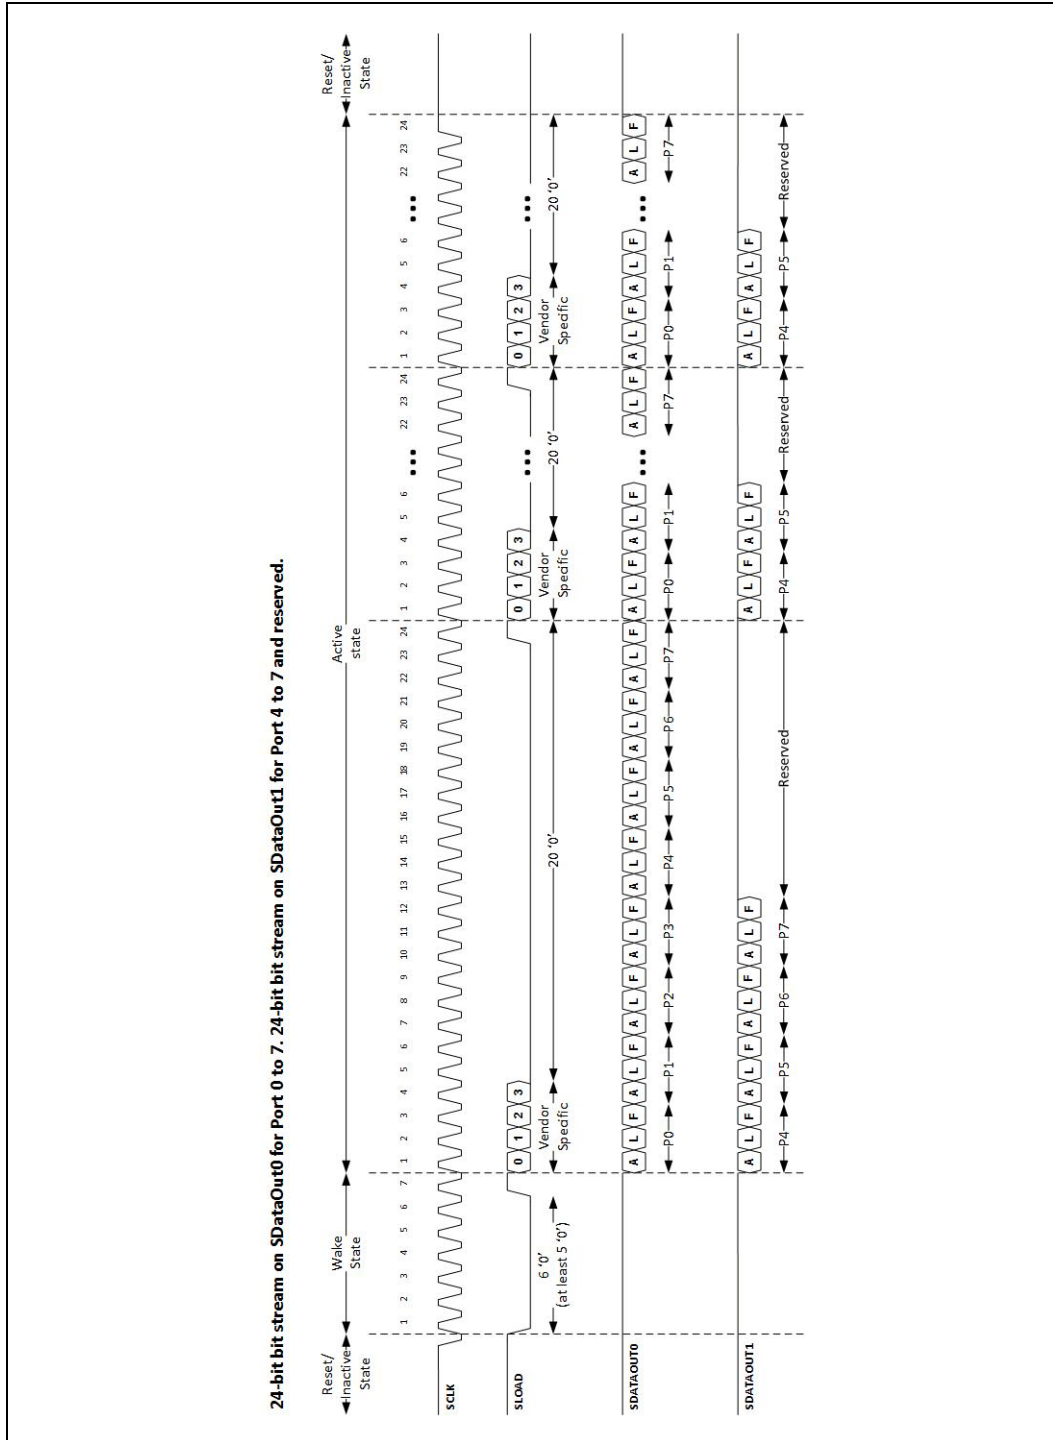 24-bit bit stream on SDataOut0 for Port 0 to 7. 24-bit bit stream on SDataOut1 for Port 4 to 7 and reserved.
Reset/
Inactive
State
Wake
State
Active
state
Reset/
Inactive
State
1 2 3 4 5 6 7 1 2 3 4 5 6 7 8 9 10 11 12 13 14 15 16 17 18 19 20 21 22 23 24 1 2 3 4 5 6 ••• 22 23 24 1 2 3 4 5 6 ••• 22 23 24
SCLK
SLOAD
0 1 2 3 0 1 2 3 ••• 0 1 2 3 •••
6 '0'
(at least 5 '0')
Vendor
Specific
20 '0'
Vendor
Specific
20 '0'
Vendor
Specific
20 '0'
SDATAOUT0
A L F A L F A L F A L F A L F A L F A L F A L F A L F A L F ••• A L F A L F A L F ••• A L F
P0 P1 P2 P3 P4 P5 P6 P7 P0 P1 P7 P0 P1 P7
SDATAOUT1
A L F A L F A L F A L F A L F A L F A L F A L F
P4 P5 P6 P7 Reserved P4 P5 Reserved P4 P5 Reserved